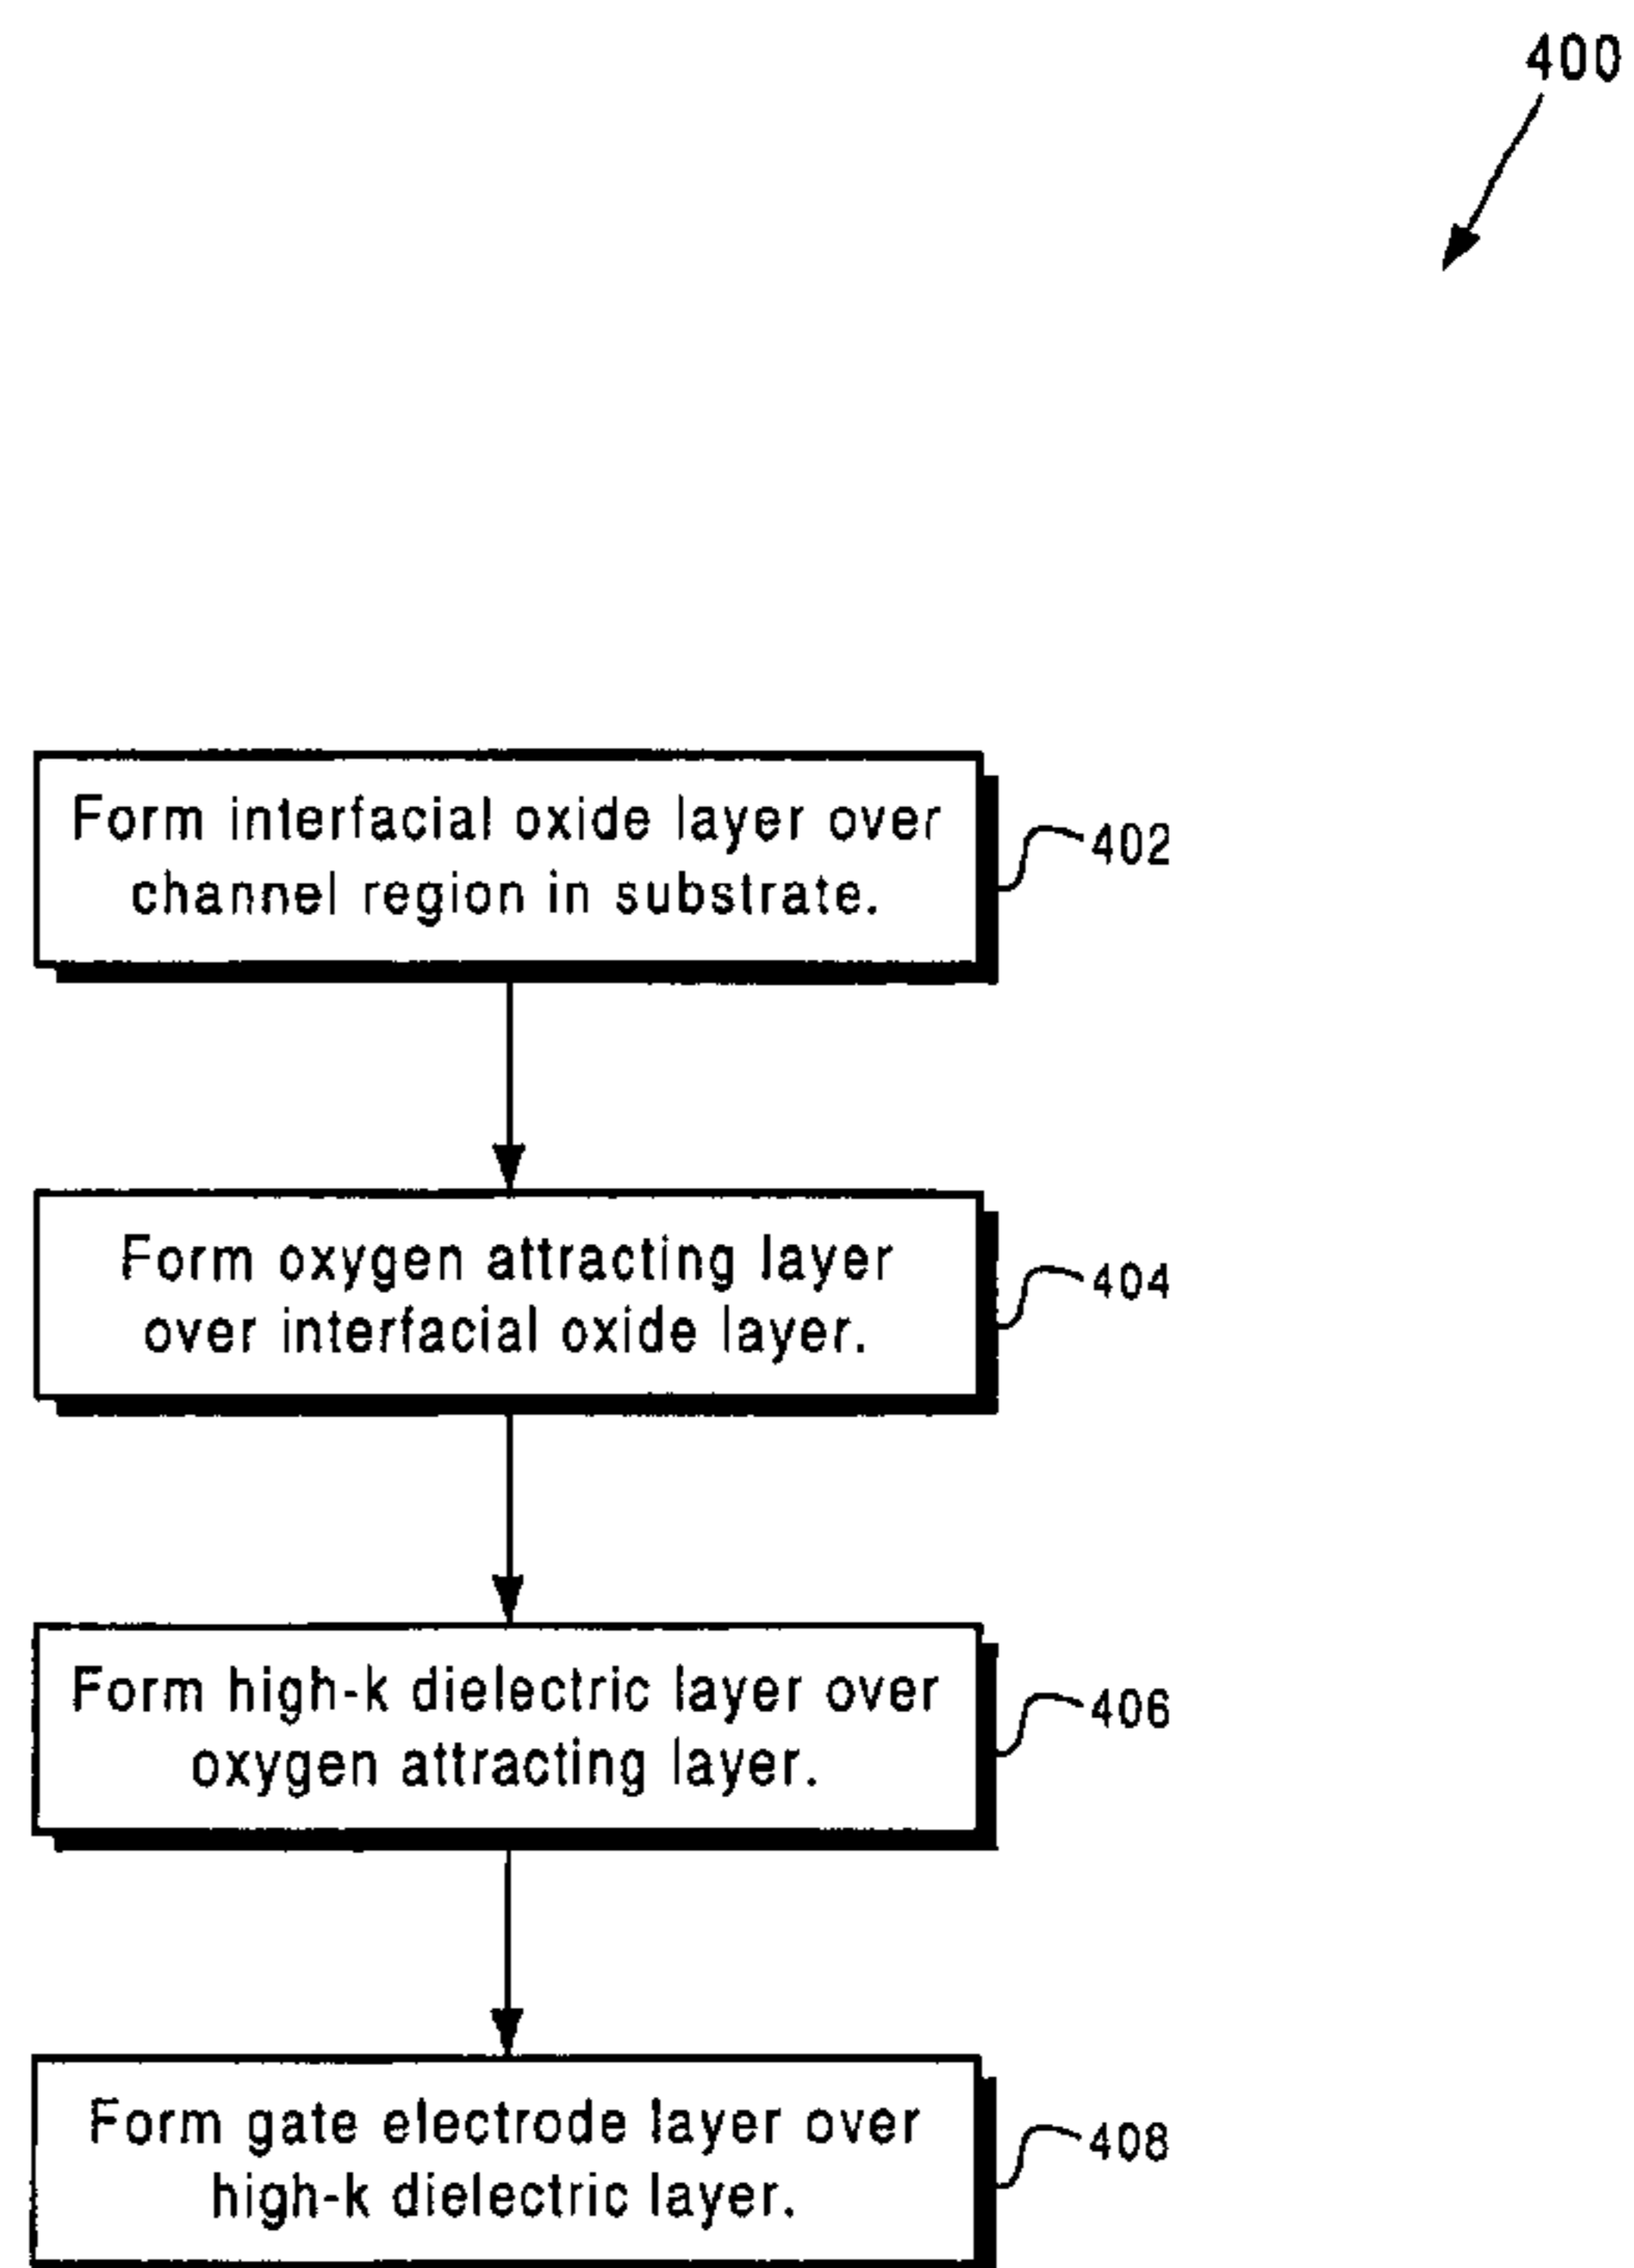 400
Form interfacial oxide layer over
channel region in substrate.
402
Form oxygen attracting layer
over interfacial oxide layer.
404
Form high-k dielectric layer over
oxygen attracting layer.
406
Form gate electrode layer over
high-k dielectric layer.
408